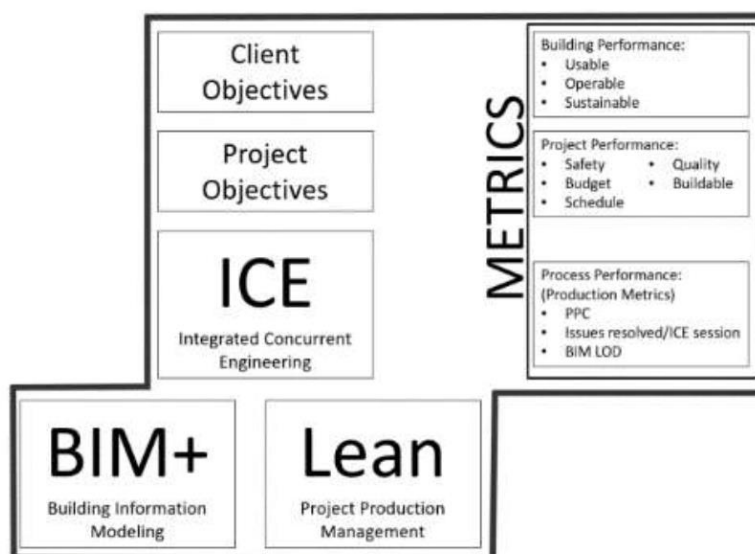 Client
Objectives
Project
Objectives
ICE
Integrated Concurrent
Engineering
BIM+
Building Information
Modeling
Lean
Project Production
Management
METRICS
Building Performance:
• Usable
• Operable
• Sustainable
Project Performance:
• Safety • Quality
• Budget • Buildable
• Schedule
Process Performance:
(Production Metrics)
• PPC
• Issues resolved/ICE session
• BIM LOD